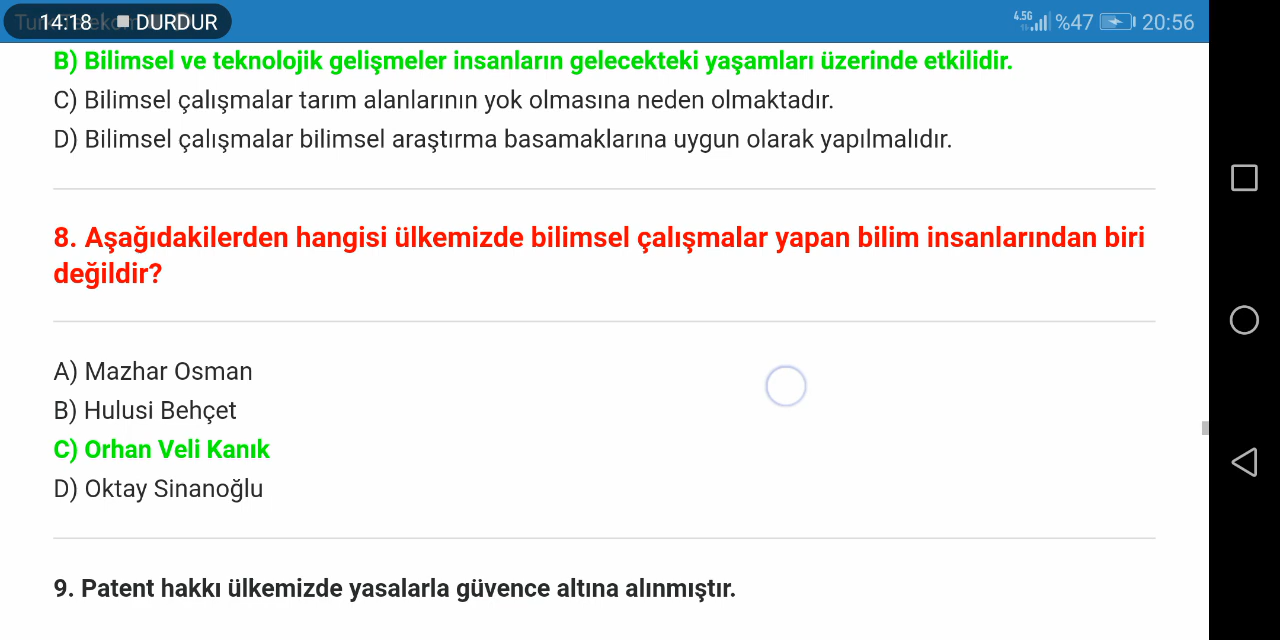 14:18 DURDUR
4.5G %47 20:56
B) Bilimsel ve teknolojik gelişmeler insanların gelecekteki yaşamları üzerinde etkilidir.
C) Bilimsel çalışmalar tarım alanlarının yok olmasına neden olmaktadır.
D) Bilimsel çalışmalar bilimsel araştırma basamaklarına uygun olarak yapılmalıdır.
8. Aşağıdakilerden hangisi ülkemizde bilimsel çalışmalar yapan bilim insanlarından biri
değildir?
A) Mazhar Osman
B) Hulusi Behçet
C) Orhan Veli Kanık
D) Oktay Sinanoğlu
9. Patent hakkı ülkemizde yasalarla güvence altına alınmıştır.